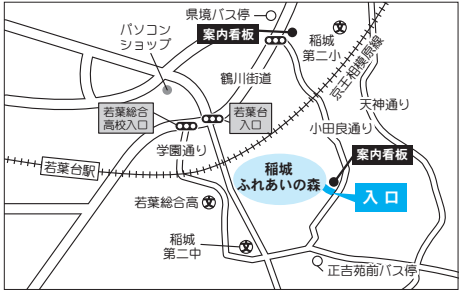 県境バス停
パソコン
ショップ
案内看板
文
稲城
第二小
京王相模原線
鶴川街道
天神通り
若葉総合
高校入口
若葉台
入口
小田良通り
学園通り
案内看板
若葉台駅
稲城
ふれあいの森
入口
若葉総合高
文
稲城
第二中
文
正吉苑前バス停